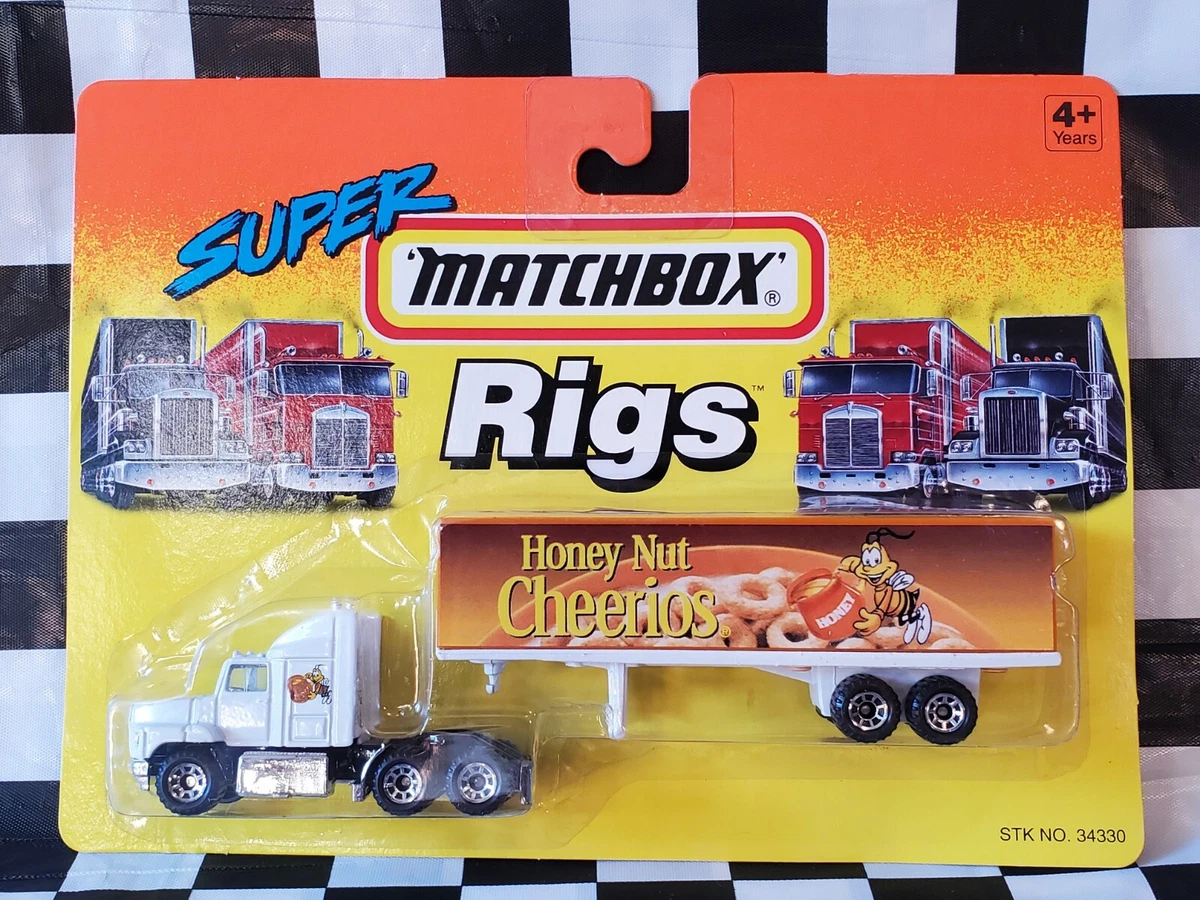 4+
Years
SUPER
'MATCHBOX'®
Rigs™
Honey Nut
Cheerios®
HONEY
STK NO. 34330